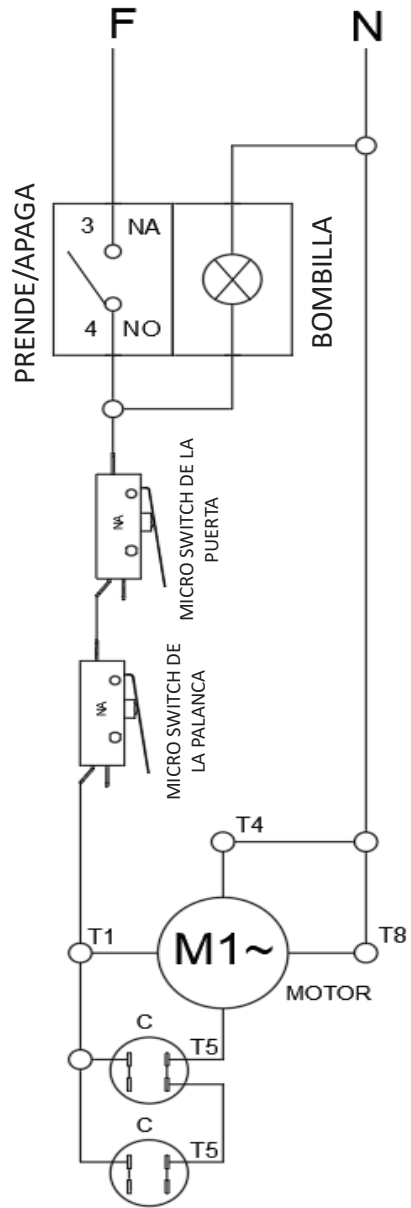 F
N
PRENDE/APAGA
3 NA
4 NO
BOMBILLA
NA
MICRO SWITCH DE LA
PUERTA
NA
MICRO SWITCH DE
LA PALANCA
T4
T1
M1~
T8
MOTOR
C
T5
C
T5